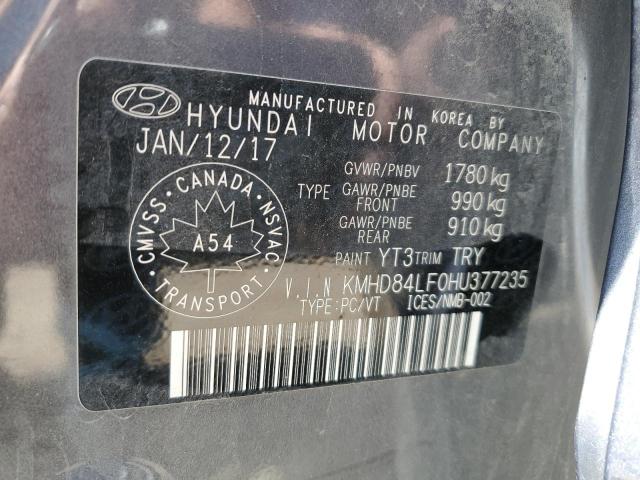 MANUFACTURED IN KOREA BY
HYUNDAI MOTOR COMPANY
JAN/12/17
GVWR/PNBV 1780 kg
TYPE GAWR/PNBE FRONT 990 kg
GAWR/PNBE REAR 910 kg
PAINT YT3 TRIM TRY
V.I.N KMHD84LF0HU377235
TYPE:PC/VT ICES/NMB-002
CMVSS · CANADA · NSVAC
A54
TRANSPORT